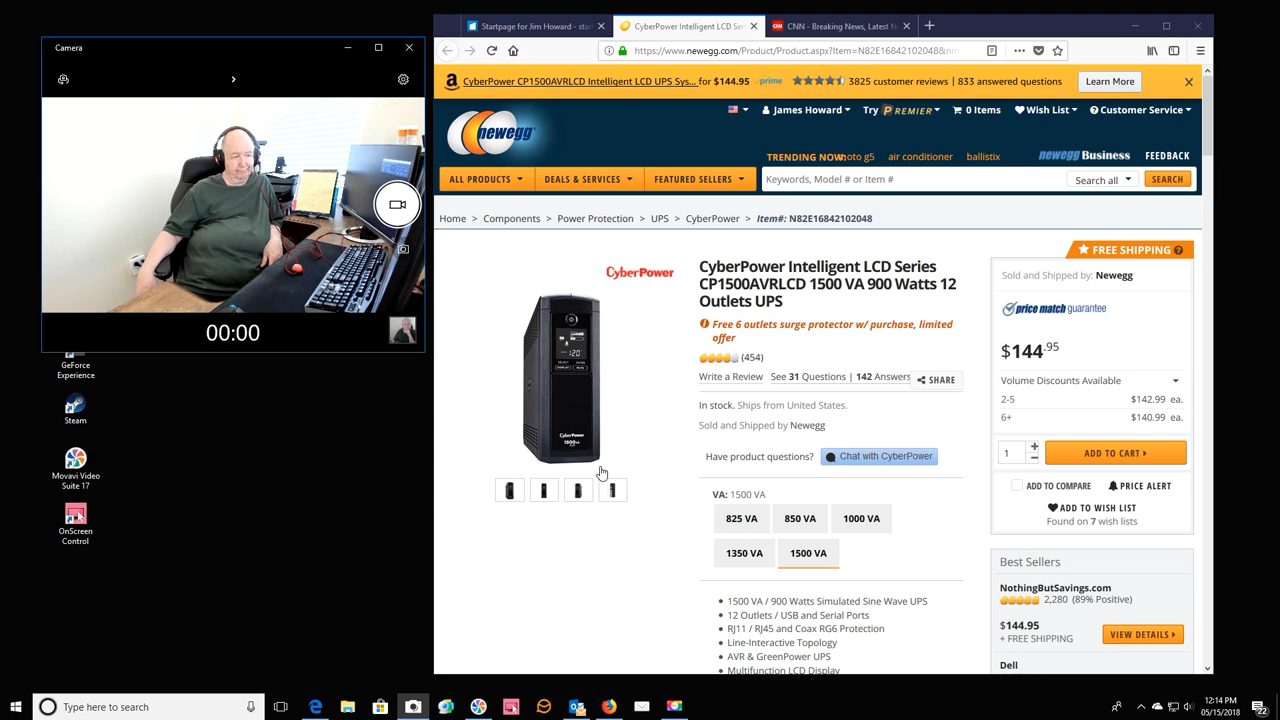 Camera
00:00
GeForce
Experience
Steam
Movavi Video
Suite 17
OnScreen
Control
Startpage for Jim Howard - star
CyberPower Intelligent LCD Seri
CNN - Breaking News, Latest N
https://www.newegg.com/Product/Product.aspx?Item=N82E16842102048&nm
CyberPower CP1500AVRLCD Intelligent LCD UPS Sys... for $144.95 prime 3825 customer reviews | 833 answered questions Learn More
newegg
James Howard Try PREMIER 0 Items Wish List Customer Service
TRENDING NOW: moto g5 air conditioner ballistix newegg Business FEEDBACK
ALL PRODUCTS DEALS & SERVICES FEATURED SELLERS Keywords, Model # or Item # Search all SEARCH
Home > Components > Power Protection > UPS > CyberPower > Item#: N82E16842102048
CyberPower
CyberPower
1500VA
CyberPower Intelligent LCD Series
CP1500AVRLCD 1500 VA 900 Watts 12
Outlets UPS
Free 6 outlets surge protector w/ purchase, limited
offer
(454)
Write a Review See 31 Questions | 142 Answers SHARE
In stock. Ships from United States.
Sold and Shipped by Newegg
Have product questions? Chat with CyberPower
VA: 1500 VA
825 VA 850 VA 1000 VA
1350 VA 1500 VA
• 1500 VA / 900 Watts Simulated Sine Wave UPS
• 12 Outlets / USB and Serial Ports
• RJ11 / RJ45 and Coax RG6 Protection
• Line-Interactive Topology
• AVR & GreenPower UPS
• Multifunction LCD Display
FREE SHIPPING
Sold and Shipped by: Newegg
price match guarantee
$144.95
Volume Discounts Available
2-5 $142.99 ea.
6+ $140.99 ea.
1 ADD TO CART
ADD TO COMPARE PRICE ALERT
ADD TO WISH LIST
Found on 7 wish lists
Best Sellers
NothingButSavings.com
2,280 (89% Positive)
$144.95
+ FREE SHIPPING VIEW DETAILS
Dell
Type here to search
12:14 PM
05/15/2018
22